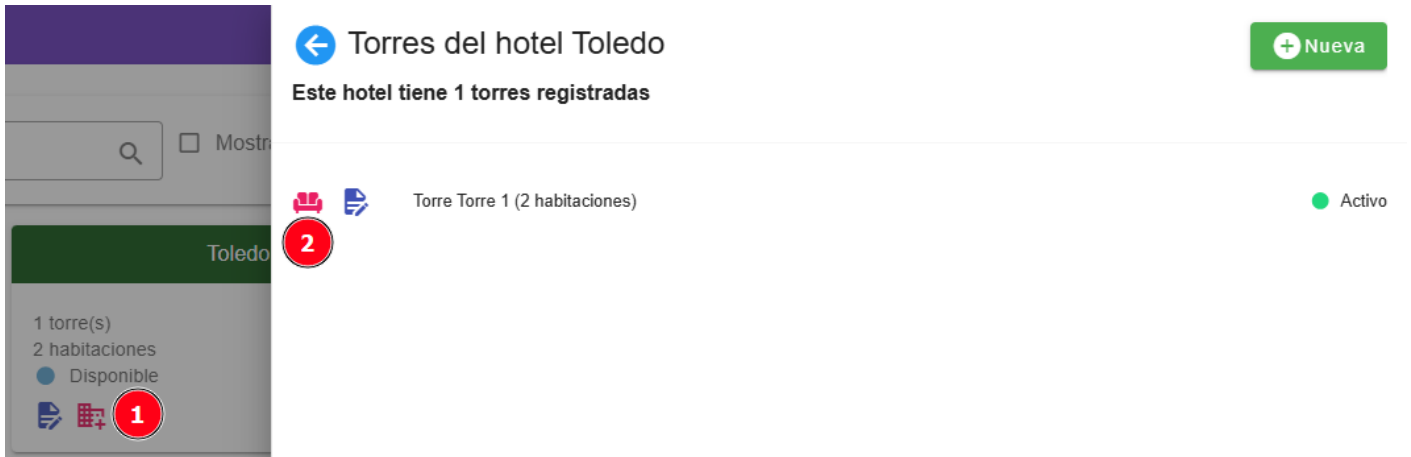 Torres del hotel Toledo
Nueva
Este hotel tiene 1 torres registradas
Torre Torre 1 (2 habitaciones)
Activo
2
Toledo
1 torre(s)
2 habitaciones
Disponible
1